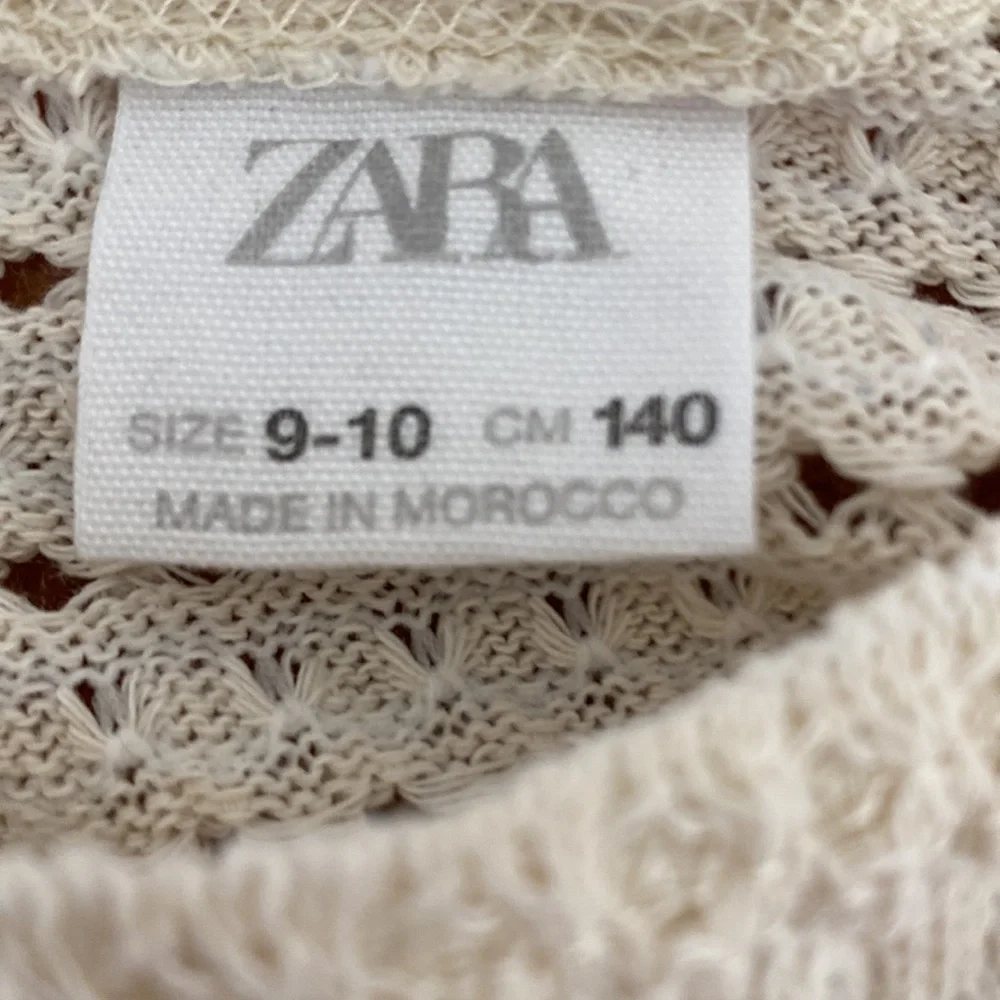 ZARA
SIZE 9-10 CM 140
MADE IN MOROCCO